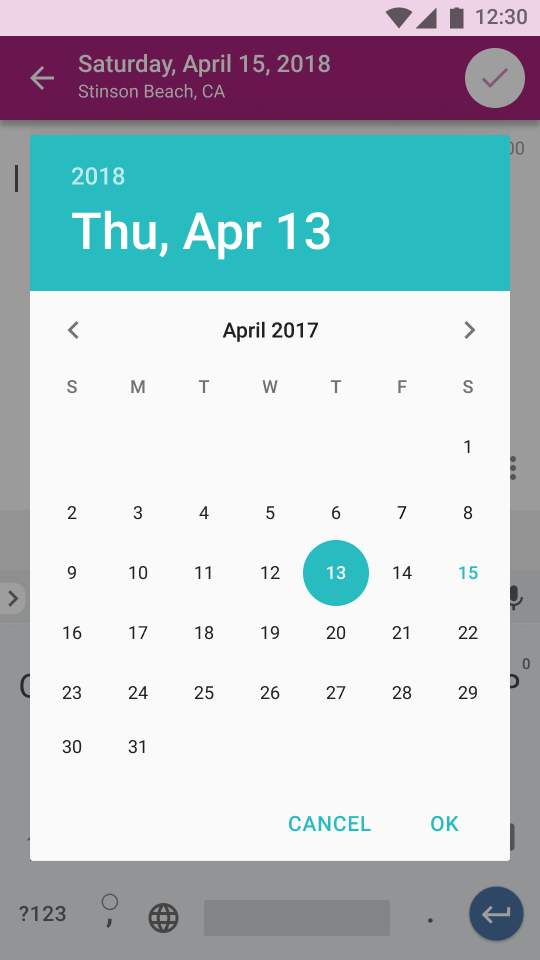 12:30
Saturday, April 15, 2018
Stinson Beach, CA
00
2018
Thu, Apr 13
April 2017
S M T W T F S
1
2 3 4 5 6 7 8
9 10 11 12 13 14 15
16 17 18 19 20 21 22
23 24 25 26 27 28 29
30 31
0
P
CANCEL OK
?123 , .